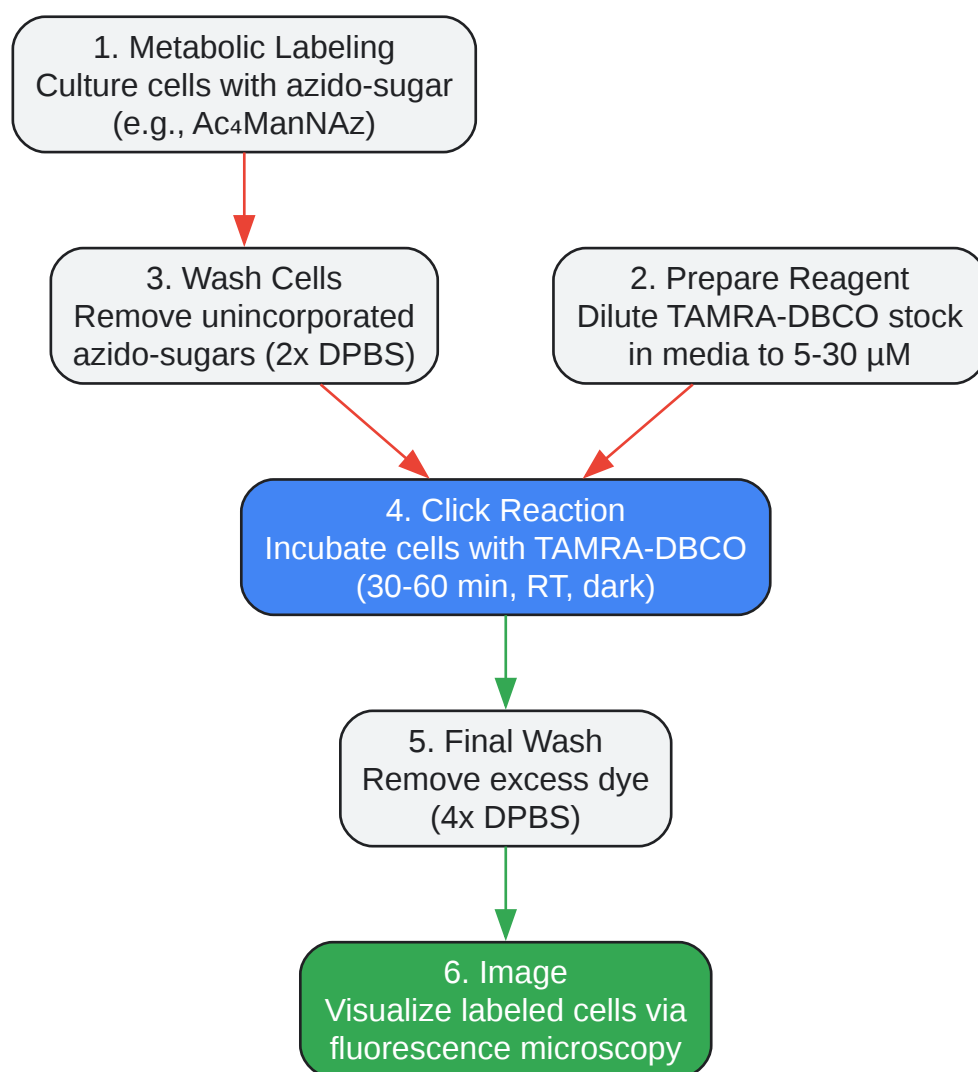 1. Metabolic Labeling
Culture cells with azido-sugar
(e.g., Ac₄ManNAz)
3. Wash Cells
Remove unincorporated
azido-sugars (2x DPBS)
2. Prepare Reagent
Dilute TAMRA-DBCO stock
in media to 5-30 µM
4. Click Reaction
Incubate cells with TAMRA-DBCO
(30-60 min, RT, dark)
5. Final Wash
Remove excess dye
(4x DPBS)
6. Image
Visualize labeled cells via
fluorescence microscopy